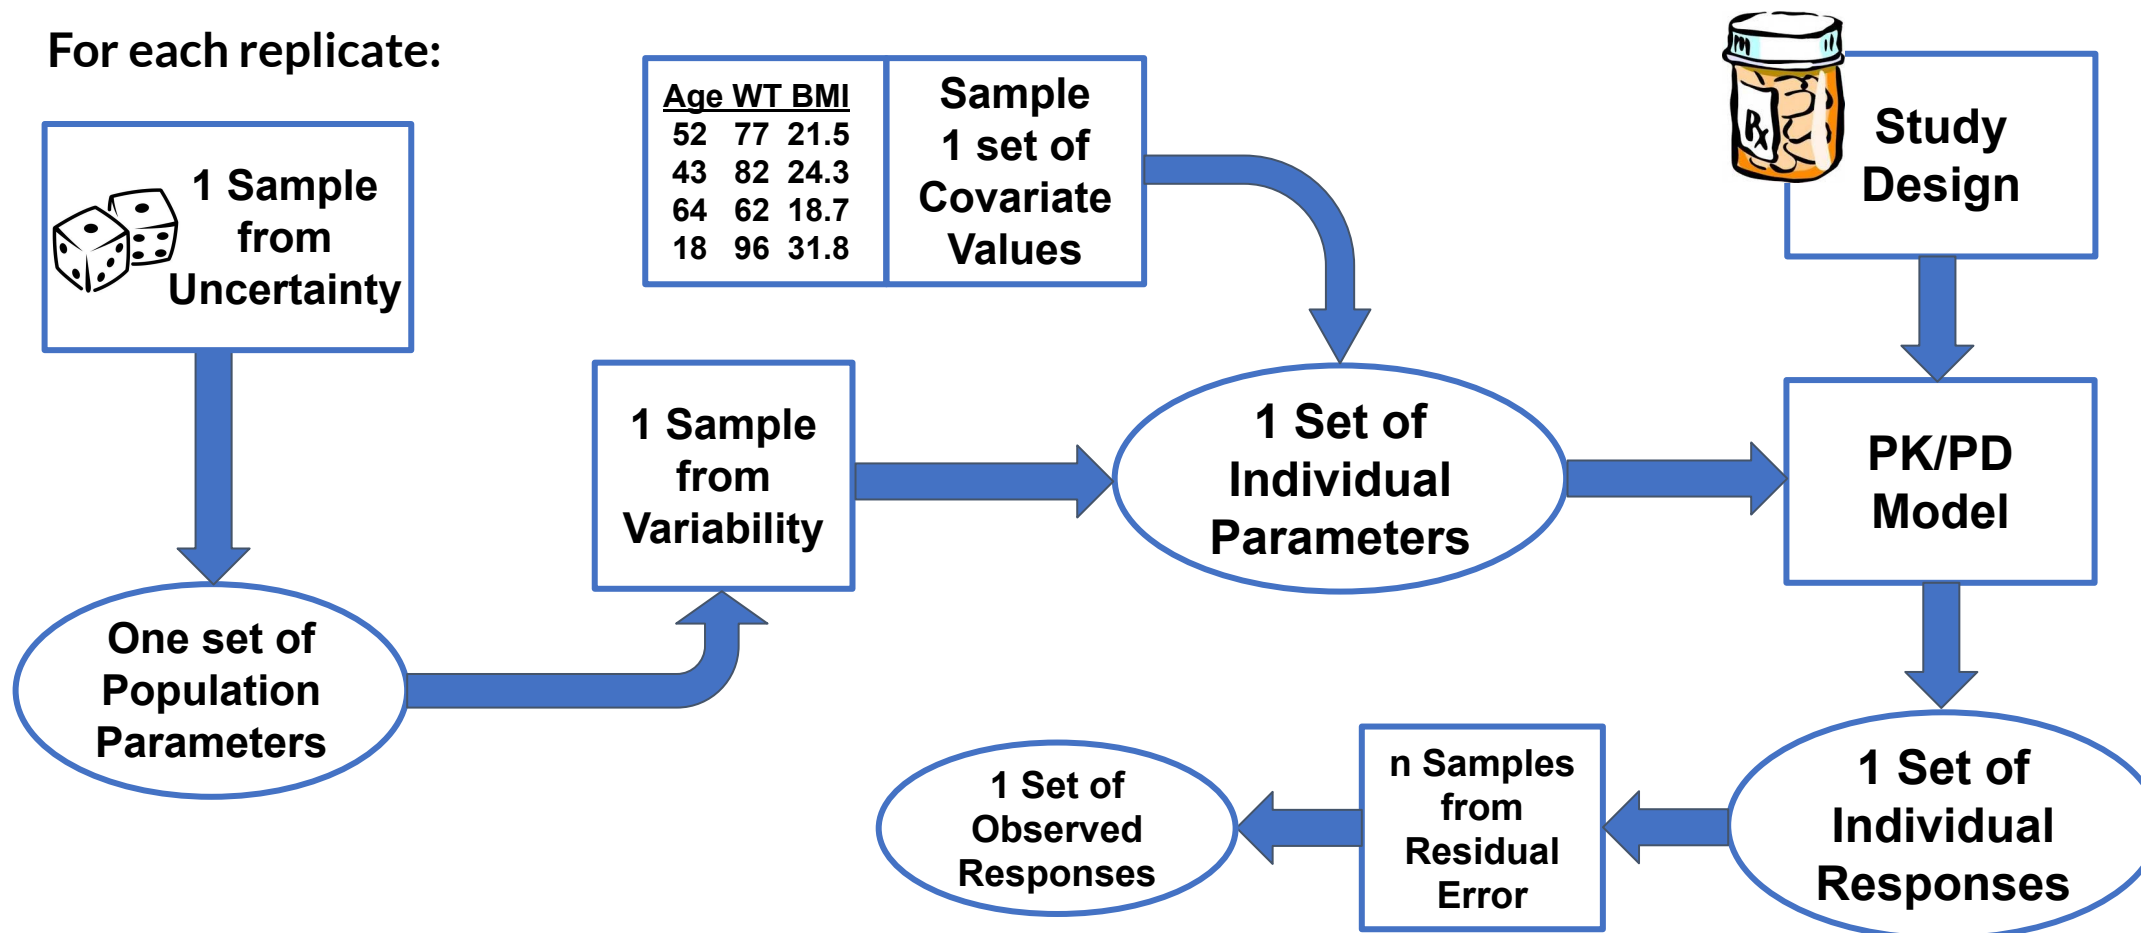 For each replicate:
1 Sample
from
Uncertainty
One set of
Population
Parameters
1 Sample
from
Variability
Age WT BMI
52 77 21.5
43 82 24.3
64 62 18.7
18 96 31.8
Sample
1 set of
Covariate
Values
1 Set of
Individual
Parameters
Rx
Study
Design
PK/PD
Model
1 Set of
Individual
Responses
n Samples
from
Residual
Error
1 Set of
Observed
Responses